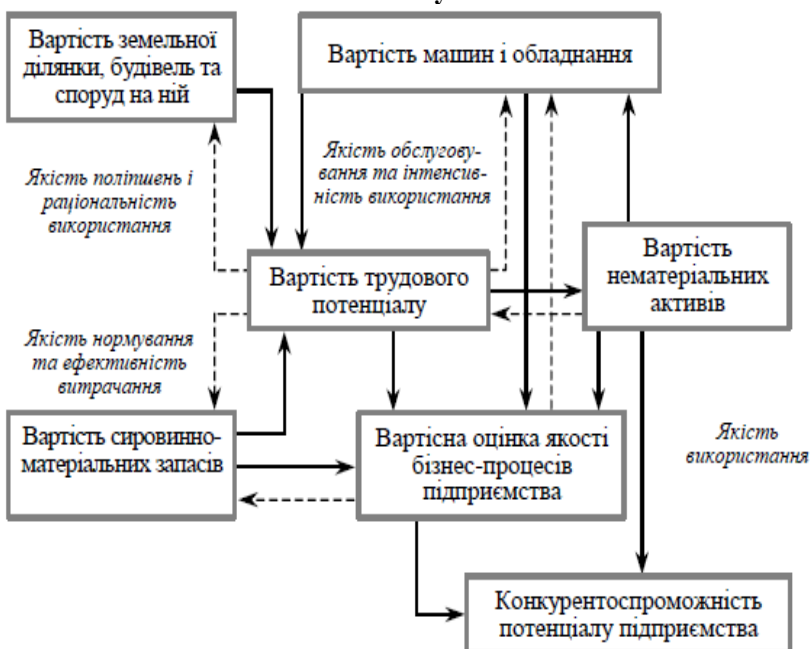 Вартість земельної
ділянки, будівель та
споруд на ній
Вартість машин і обладнання
Якість поліпшень і
раціональність
використання
Якість обслугову-
вання та інтенсив-
ність використання
Вартість трудового
потенціалу
Вартість
нематеріальних
активів
Якість нормування
та ефективність
витрачання
Вартість сировинно-
матеріальних запасів
Вартісна оцінка якості
бізнес-процесів
підприємства
Якість
використання
Конкурентоспроможність
потенціалу підприємства